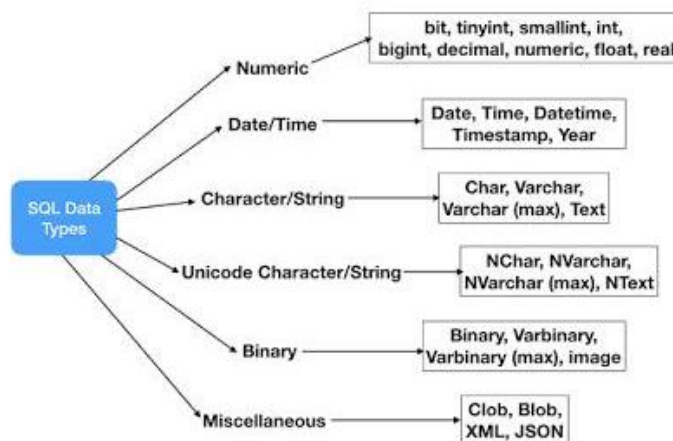 bit, tinyint, smallint, int,
bigint, decimal, numeric, float, real
Numeric
Date/Time
Date, Time, Datetime,
Timestamp, Year
SQL Data
Types
Character/String
Char, Varchar,
Varchar (max), Text
Unicode Character/String
NChar, NVarchar,
NVarchar (max), NText
Binary
Binary, Varbinary,
Varbinary (max), image
Miscellaneous
Clob, Blob,
XML, JSON